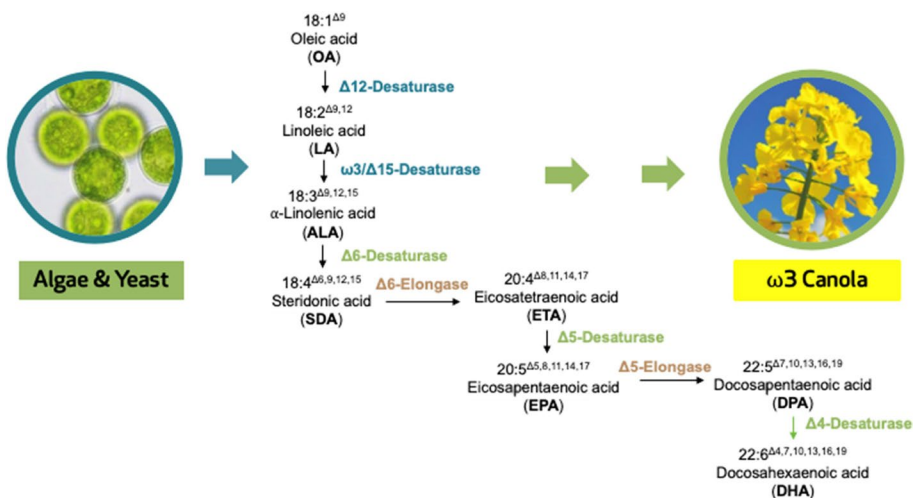 18:1Δ9
Oleic acid
(OA)
Δ12-Desaturase
18:2Δ9,12
Linoleic acid
(LA)
ω3/Δ15-Desaturase
18:3Δ9,12,15
α-Linolenic acid
(ALA)
Δ6-Desaturase
Algae & Yeast
18:4Δ6,9,12,15
Steridonic acid
(SDA)
Δ6-Elongase
20:4Δ8,11,14,17
Eicosatetraenoic acid
(ETA)
ω3 Canola
Δ5-Desaturase
20:5Δ5,8,11,14,17
Eicosapentaenoic acid
(EPA)
Δ5-Elongase
22:5Δ7,10,13,16,19
Docosapentaenoic acid
(DPA)
Δ4-Desaturase
22:6Δ4,7,10,13,16,19
Docosahexaenoic acid
(DHA)